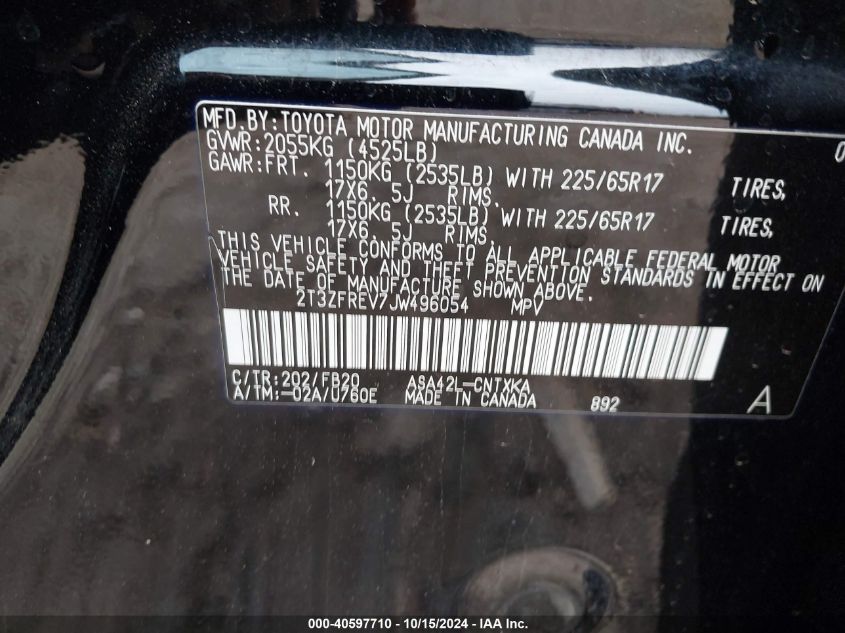 MFD. BY: TOYOTA MOTOR MANUFACTURING CANADA INC. 0
GVWR: 2055KG (4525LB)
GAWR: FRT. 1150KG (2535LB) WITH 225/65R17 TIRES,
17X6.5J RIMS.
RR. 1150KG (2535LB) WITH 225/65R17 TIRES,
17X6.5J RIMS.
THIS VEHICLE CONFORMS TO ALL APPLICABLE FEDERAL MOTOR
VEHICLE SAFETY AND THEFT PREVENTION STANDARDS IN EFFECT ON
THE DATE OF MANUFACTURE SHOWN ABOVE.
2T3ZFREV7JW496054 MPV
C/TR: 202/FB20 ASA42L-CNTXKA
A/TM: -02A/U760E MADE IN CANADA 892 A
000-40597710 - 10/15/2024 - IAA Inc.